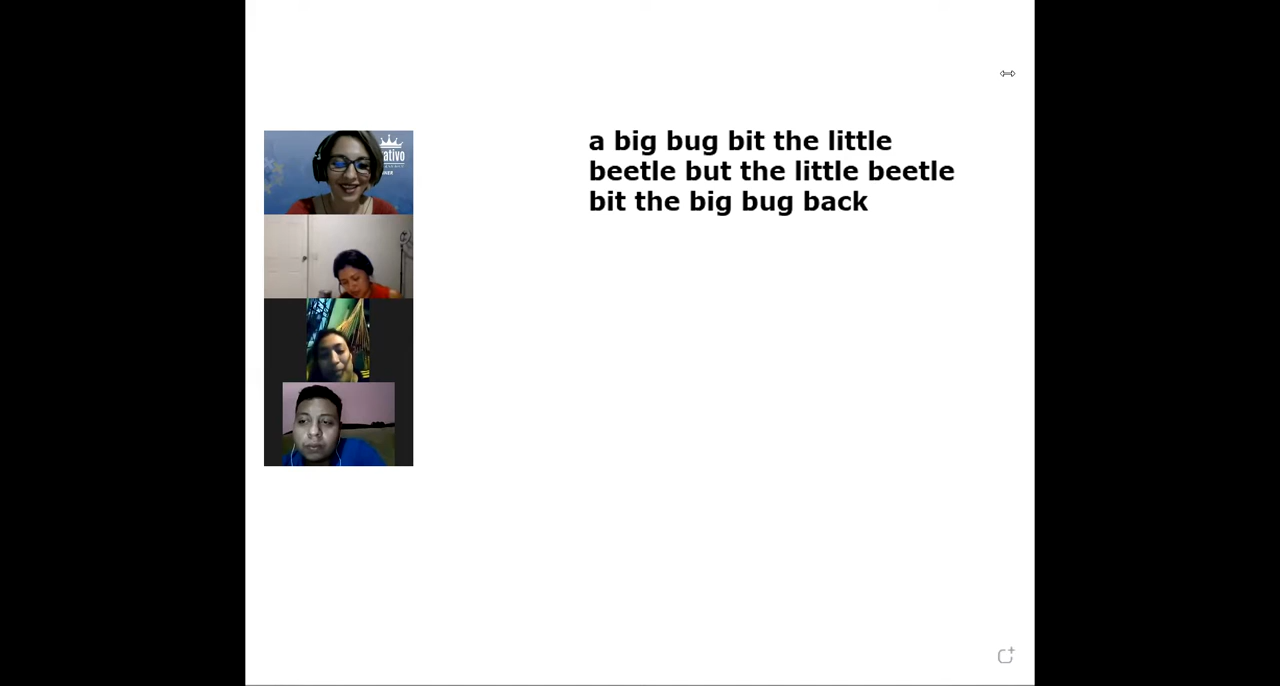 a big bug bit the little
beetle but the little beetle
bit the big bug back